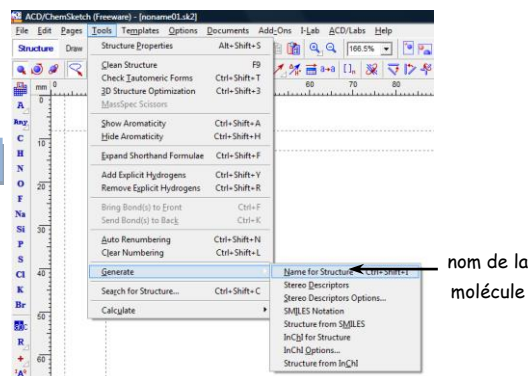 ACD/ChemSketch (Freeware) - [noname01.sk2]
File Edit Pages Tools Templates Options Documents Add-Ons I-Lab ACD/Labs Help
Structure Draw
166.5%
mm 0 60 70 80
0
10
20
30
40
50
60
A
Any
C
H
N
O
F
Na
Si
P
S
Cl
K
Br
R
+
Structure Properties Alt+Shift+S
Clean Structure F9
Check Tautomeric Forms Ctrl+Shift+T
3D Structure Optimization Ctrl+Shift+3
MassSpec Scissors
Show Aromaticity Ctrl+Shift+A
Hide Aromaticity Ctrl+Shift+H
Expand Shorthand Formulae Ctrl+Shift+F
Add Explicit Hydrogens Ctrl+Shift+Y
Remove Explicit Hydrogens Ctrl+Shift+R
Bring Bond(s) to Front Ctrl+F
Send Bond(s) to Back Ctrl+K
Auto Renumbering Ctrl+Shift+N
Clear Numbering Ctrl+Shift+L
Generate
Search for Structure... Ctrl+Shift+C
Calculate
Name for Structure Ctrl+Shift+I
Stereo Descriptors
Stereo Descriptors Options...
SMILES Notation
Structure from SMILES
InChI for Structure
InChI Options...
Structure from InChI
nom de la
molécule